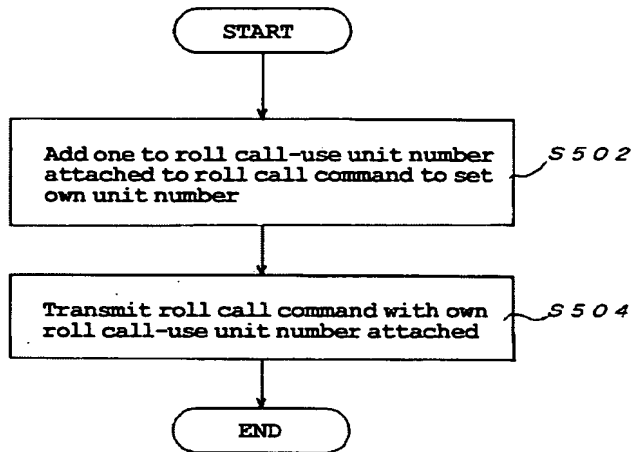 START
Add one to roll call-use unit number
attached to roll call command to set
own unit number
S502
Transmit roll call command with own
roll call-use unit number attached
S504
END